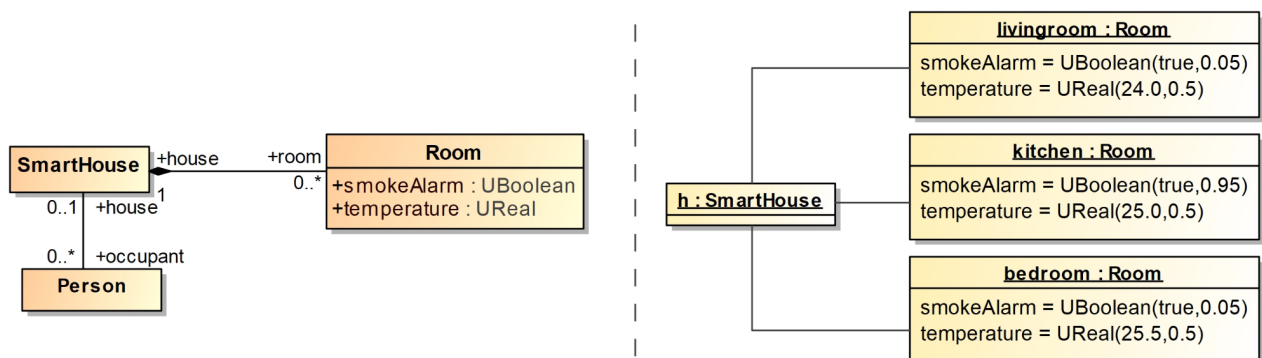 SmartHouse
+house
1
+room
0..*
Room
+smokeAlarm : UBoolean
+temperature : UReal
0..1
+house
0..*
+occupant
Person
h : SmartHouse
livingroom : Room
smokeAlarm = UBoolean(true,0.05)
temperature = UReal(24.0,0.5)
kitchen : Room
smokeAlarm = UBoolean(true,0.95)
temperature = UReal(25.0,0.5)
bedroom : Room
smokeAlarm = UBoolean(true,0.05)
temperature = UReal(25.5,0.5)